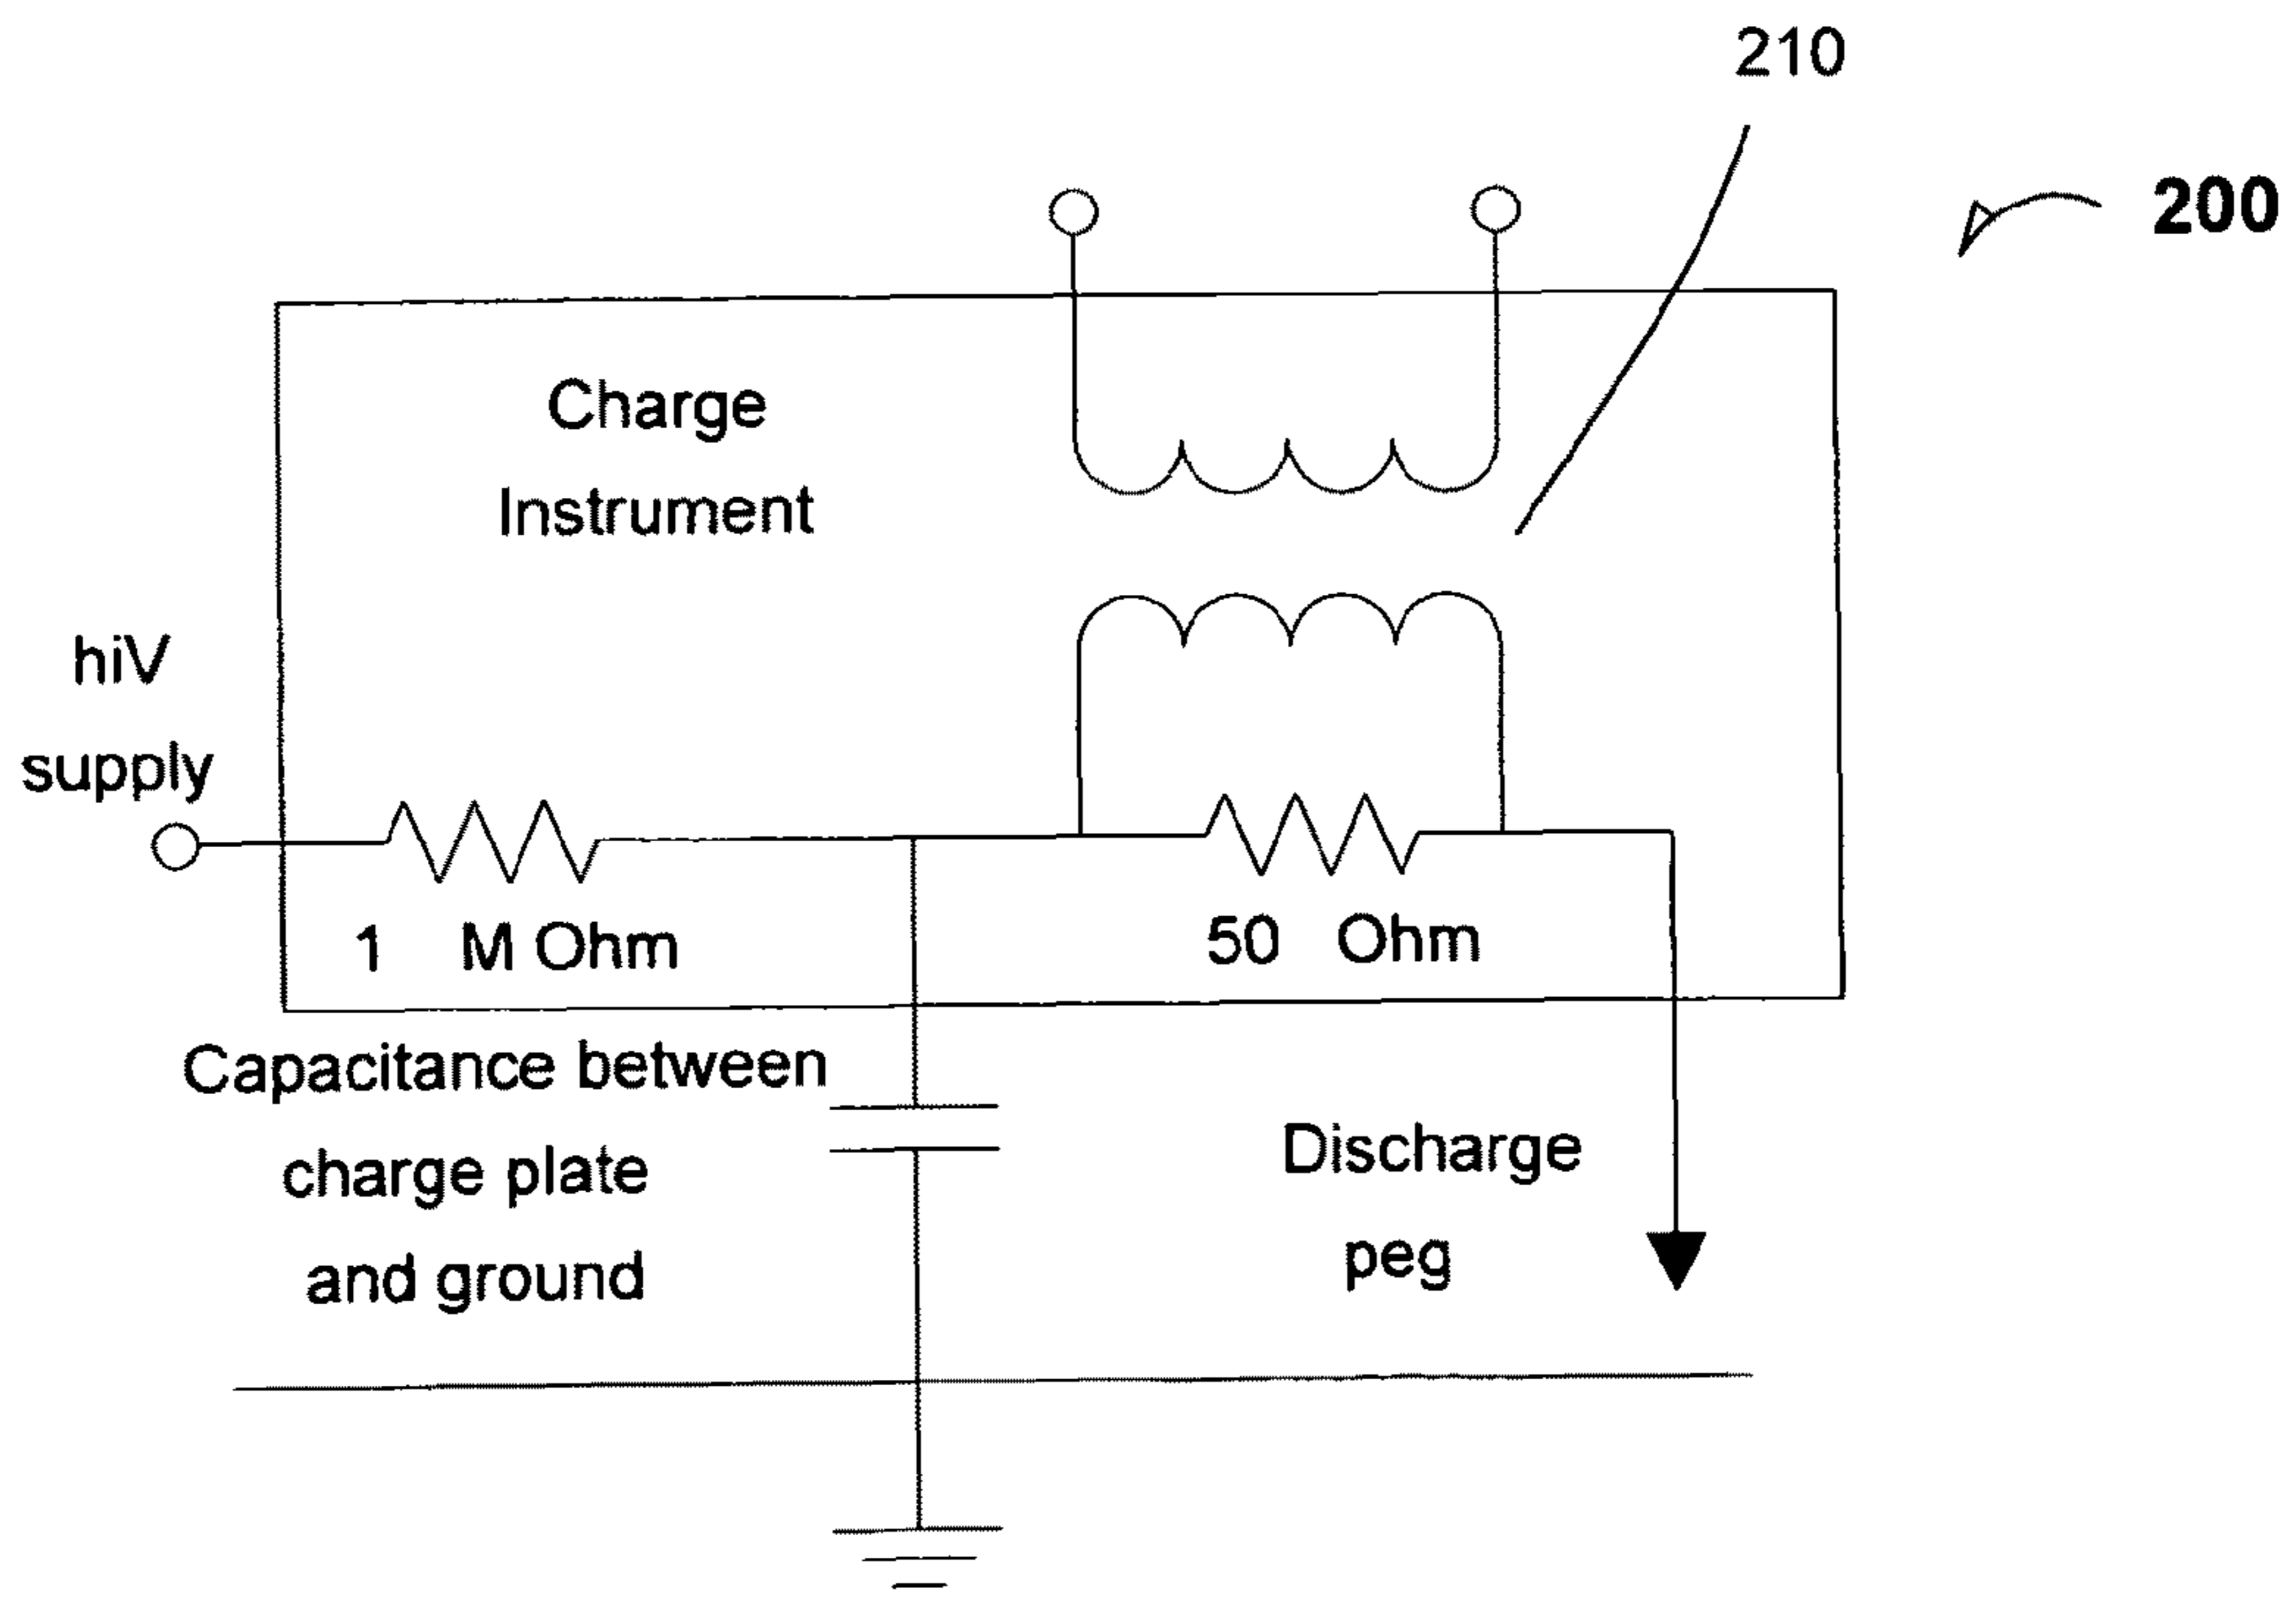 210
200
Charge
Instrument
hiV
supply
1 M Ohm
50 Ohm
Capacitance between
charge plate
and ground
Discharge
peg